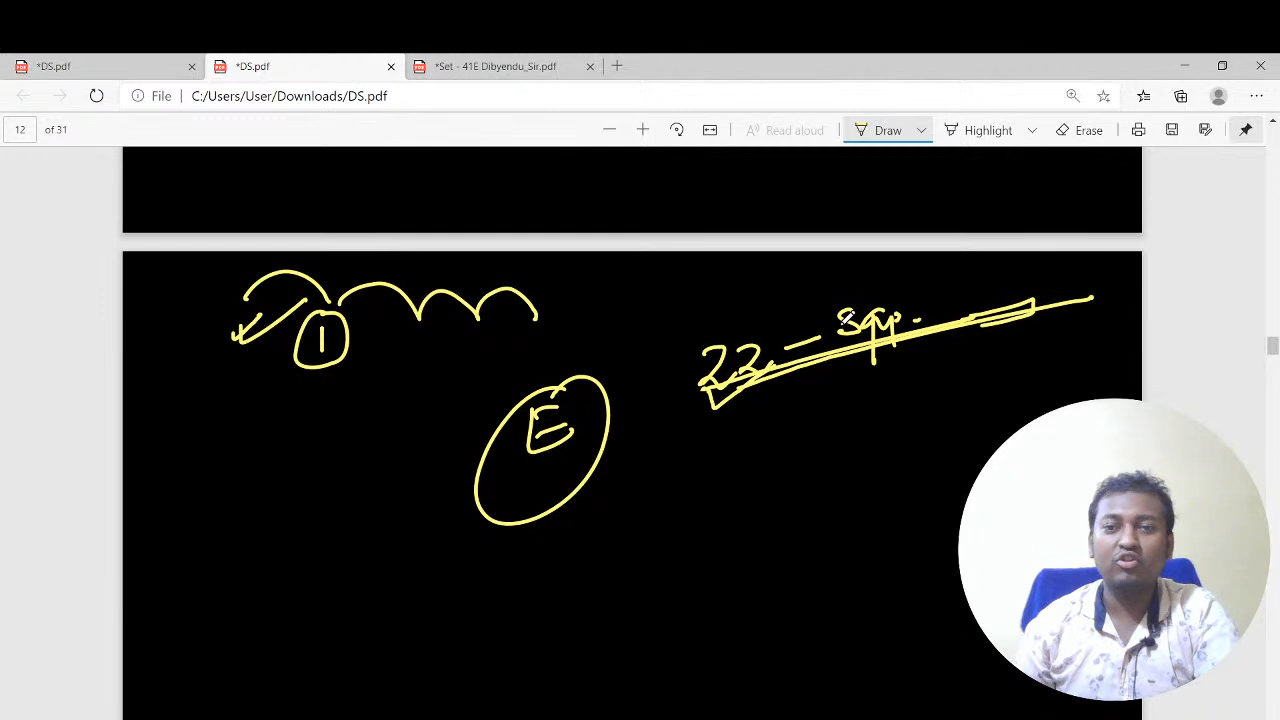 *DS.pdf
*DS.pdf
*Set - 41E Dibyendu_Sir.pdf
File
C:/Users/User/Downloads/DS.pdf
12 of 31
Read aloud
Draw
Highlight
Erase
1
22 –
E